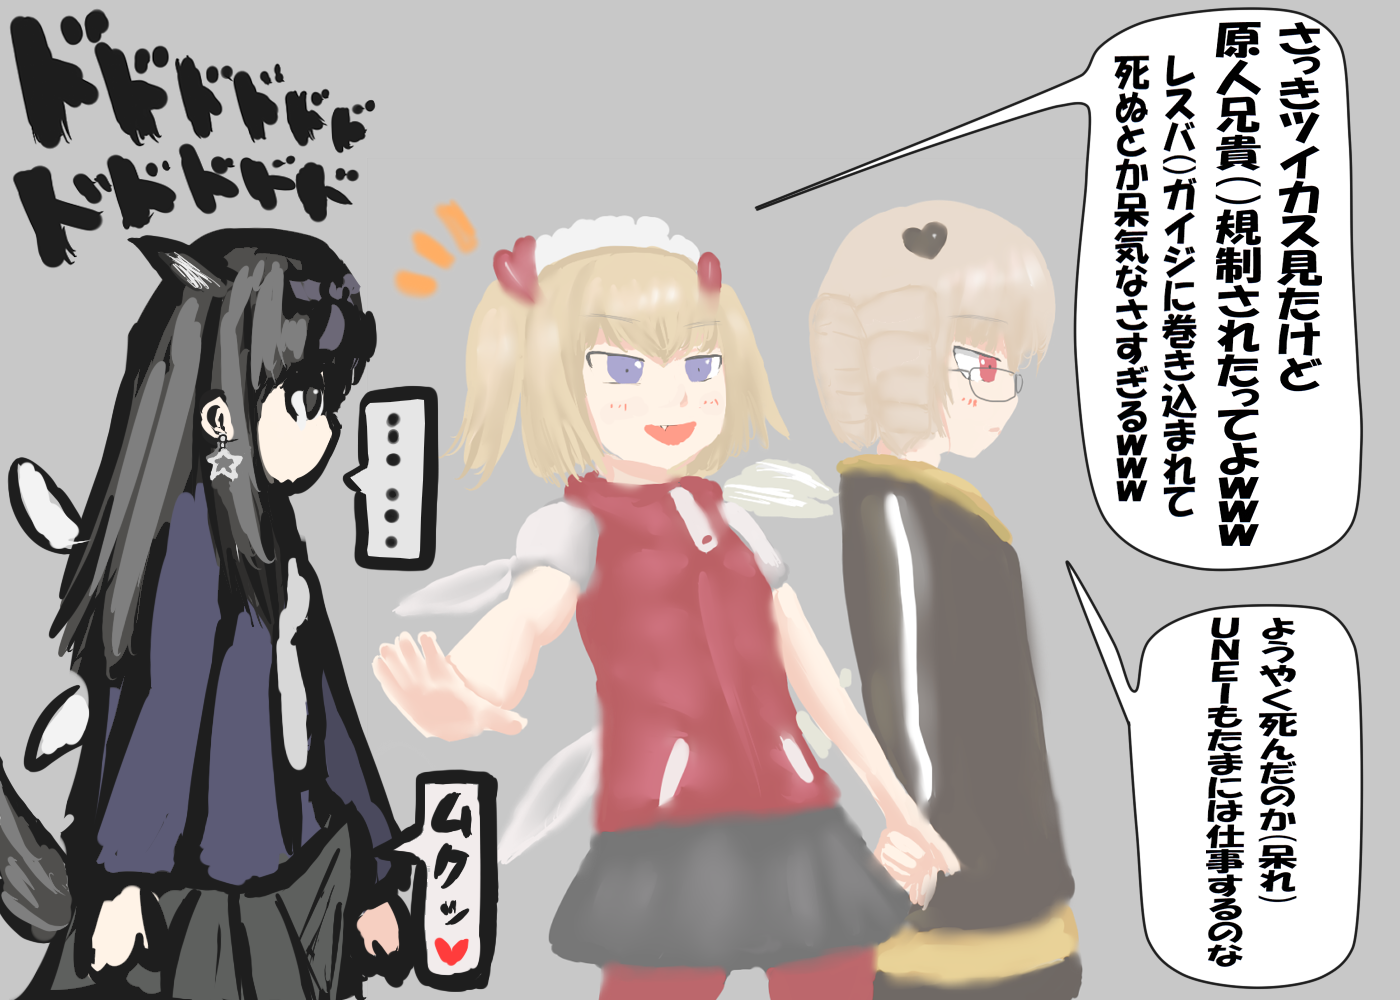 さっきツイカス見たけど
原人兄貴()規制されたってよwww
レスバ()ガイジに巻き込まれて
死ぬとか呆気なさすぎるwww
ようやく死んだのか(呆れ)
UNEIもたまには仕事するのな
ドドドドドド
ドドドドド
……
ムクッ♥